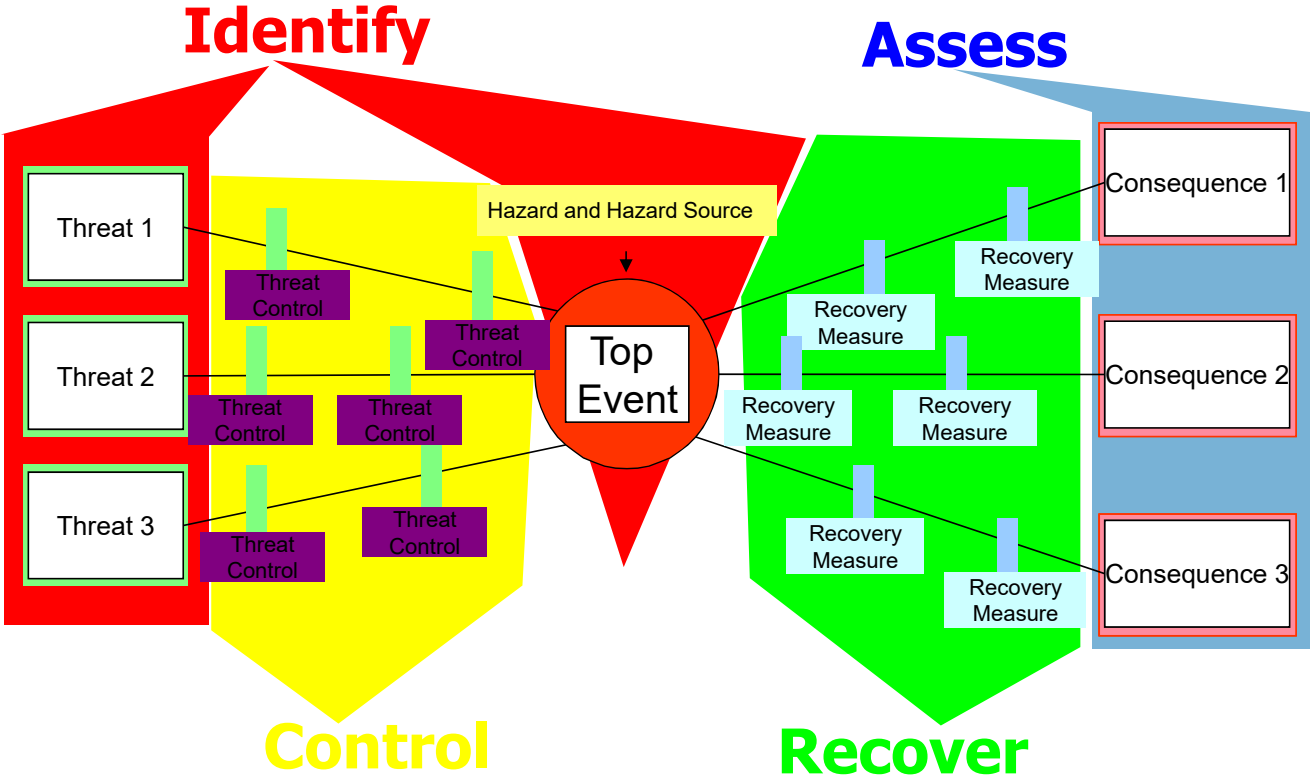 Identify
Assess
Hazard and Hazard Source
Threat 1
Threat
Control
Threat
Control
Threat 2
Threat
Control
Threat
Control
Threat 3
Threat
Control
Threat
Control
Top
Event
Recovery
Measure
Recovery
Measure
Consequence 1
Recovery
Measure
Recovery
Measure
Consequence 2
Recovery
Measure
Recovery
Measure
Consequence 3
Control
Recover